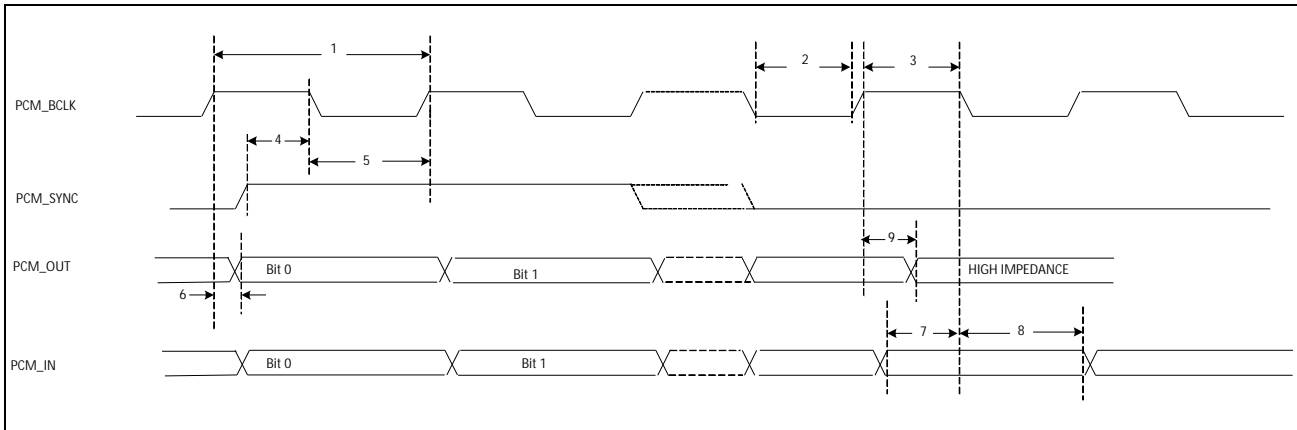 1
2
3
PCM_BCLK
4
5
PCM_SYNC
9
PCM_OUT
Bit 0
Bit 1
HIGH IMPEDANCE
6
7
8
PCM_IN
Bit 0
Bit 1